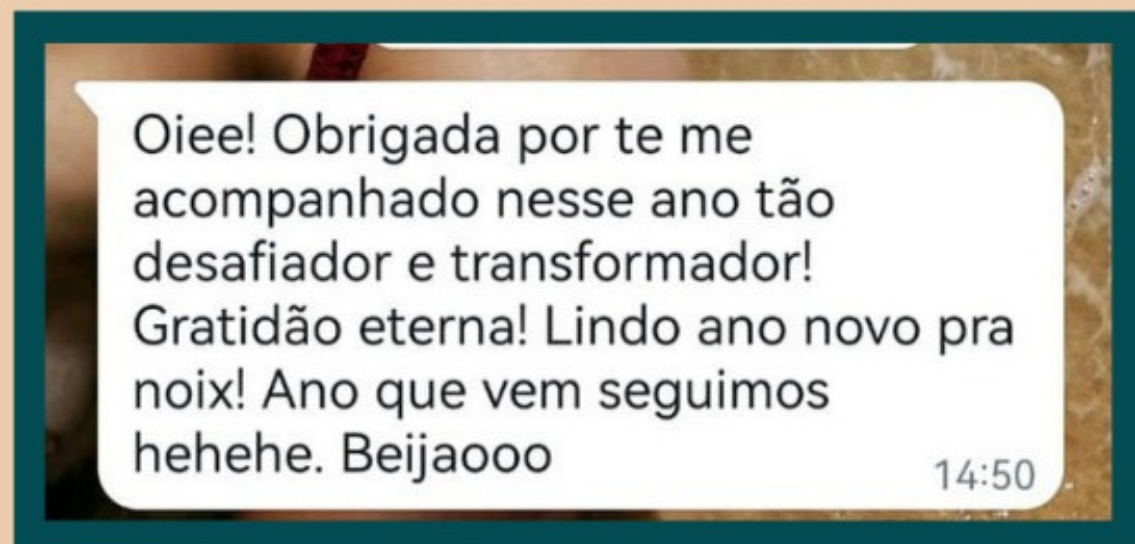 Oiee! Obrigada por te me
acompanhado nesse ano tão
desafiador e transformador!
Gratidão eterna! Lindo ano novo pra
noix! Ano que vem seguimos
hehehe. Beijaooo
14:50